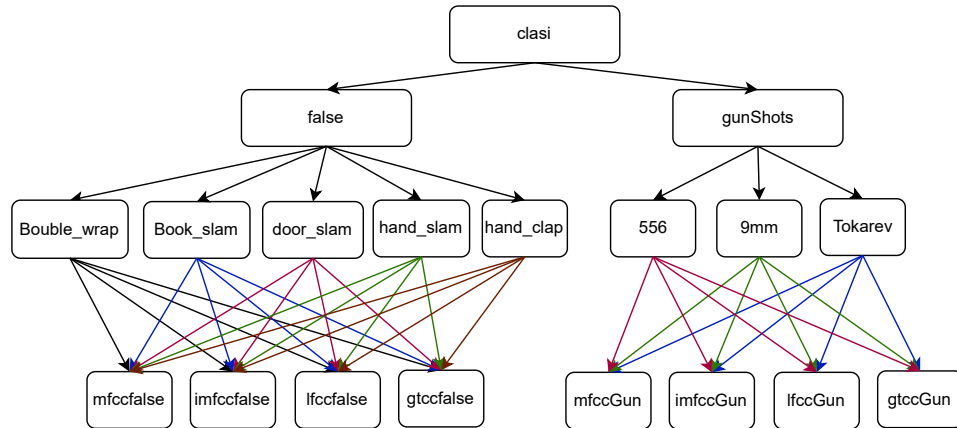 clasi
false
gunShots
Bouble_wrap
Book_slam
door_slam
hand_slam
hand_clap
556
9mm
Tokarev
mfccfalse
imfccfalse
lfccfalse
gtccfalse
mfccGun
imfccGun
lfccGun
gtccGun